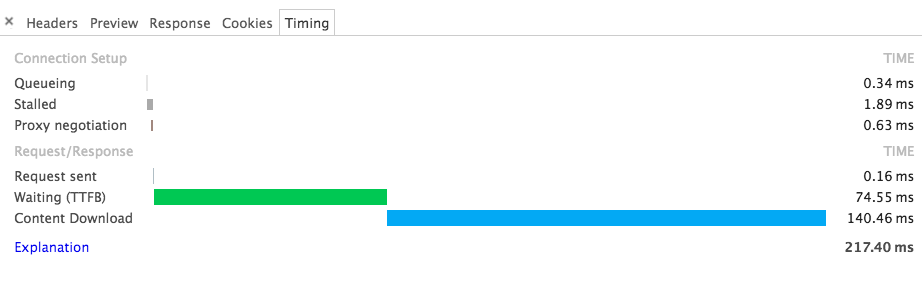 × Headers Preview Response Cookies Timing
Connection Setup TIME
Queueing 0.34 ms
Stalled 1.89 ms
Proxy negotiation 0.63 ms
Request/Response TIME
Request sent 0.16 ms
Waiting (TTFB) 74.55 ms
Content Download 140.46 ms
Explanation 217.40 ms